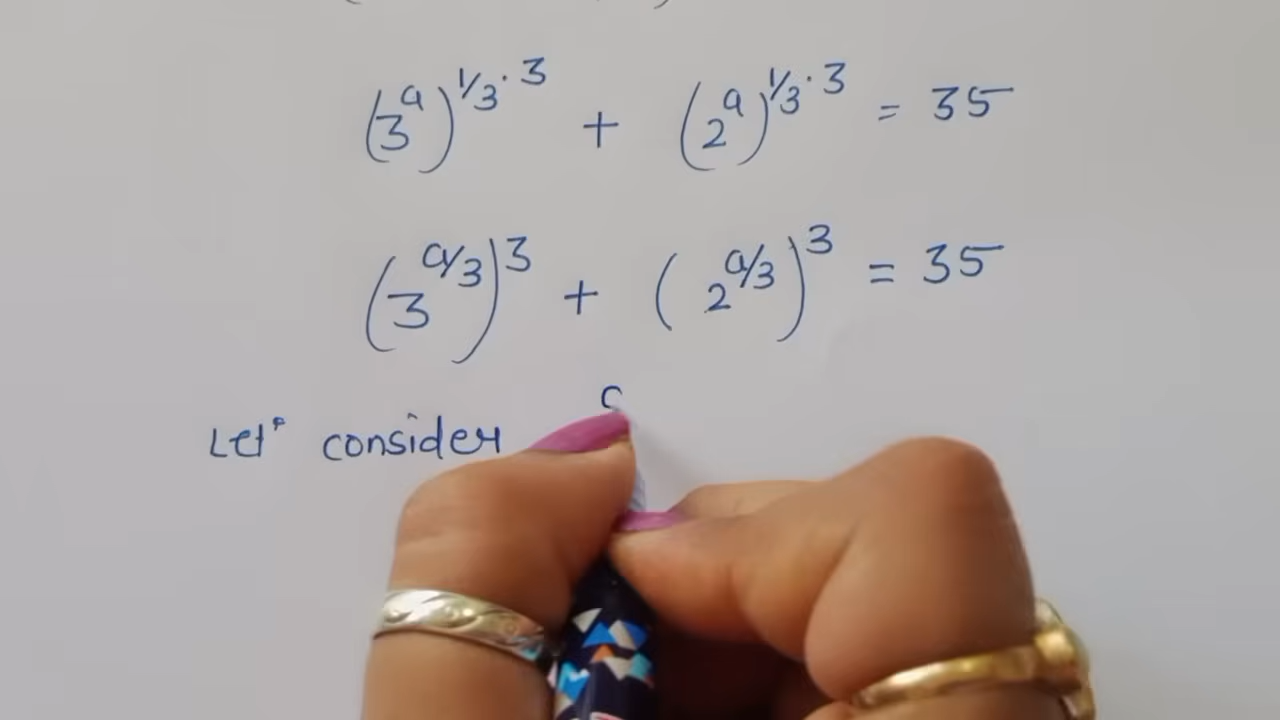 (3^a)^1/3·3 + (2^a)^1/3·3 = 35
(3^a/3)^3 + (2^a/3)^3 = 35
Let consider